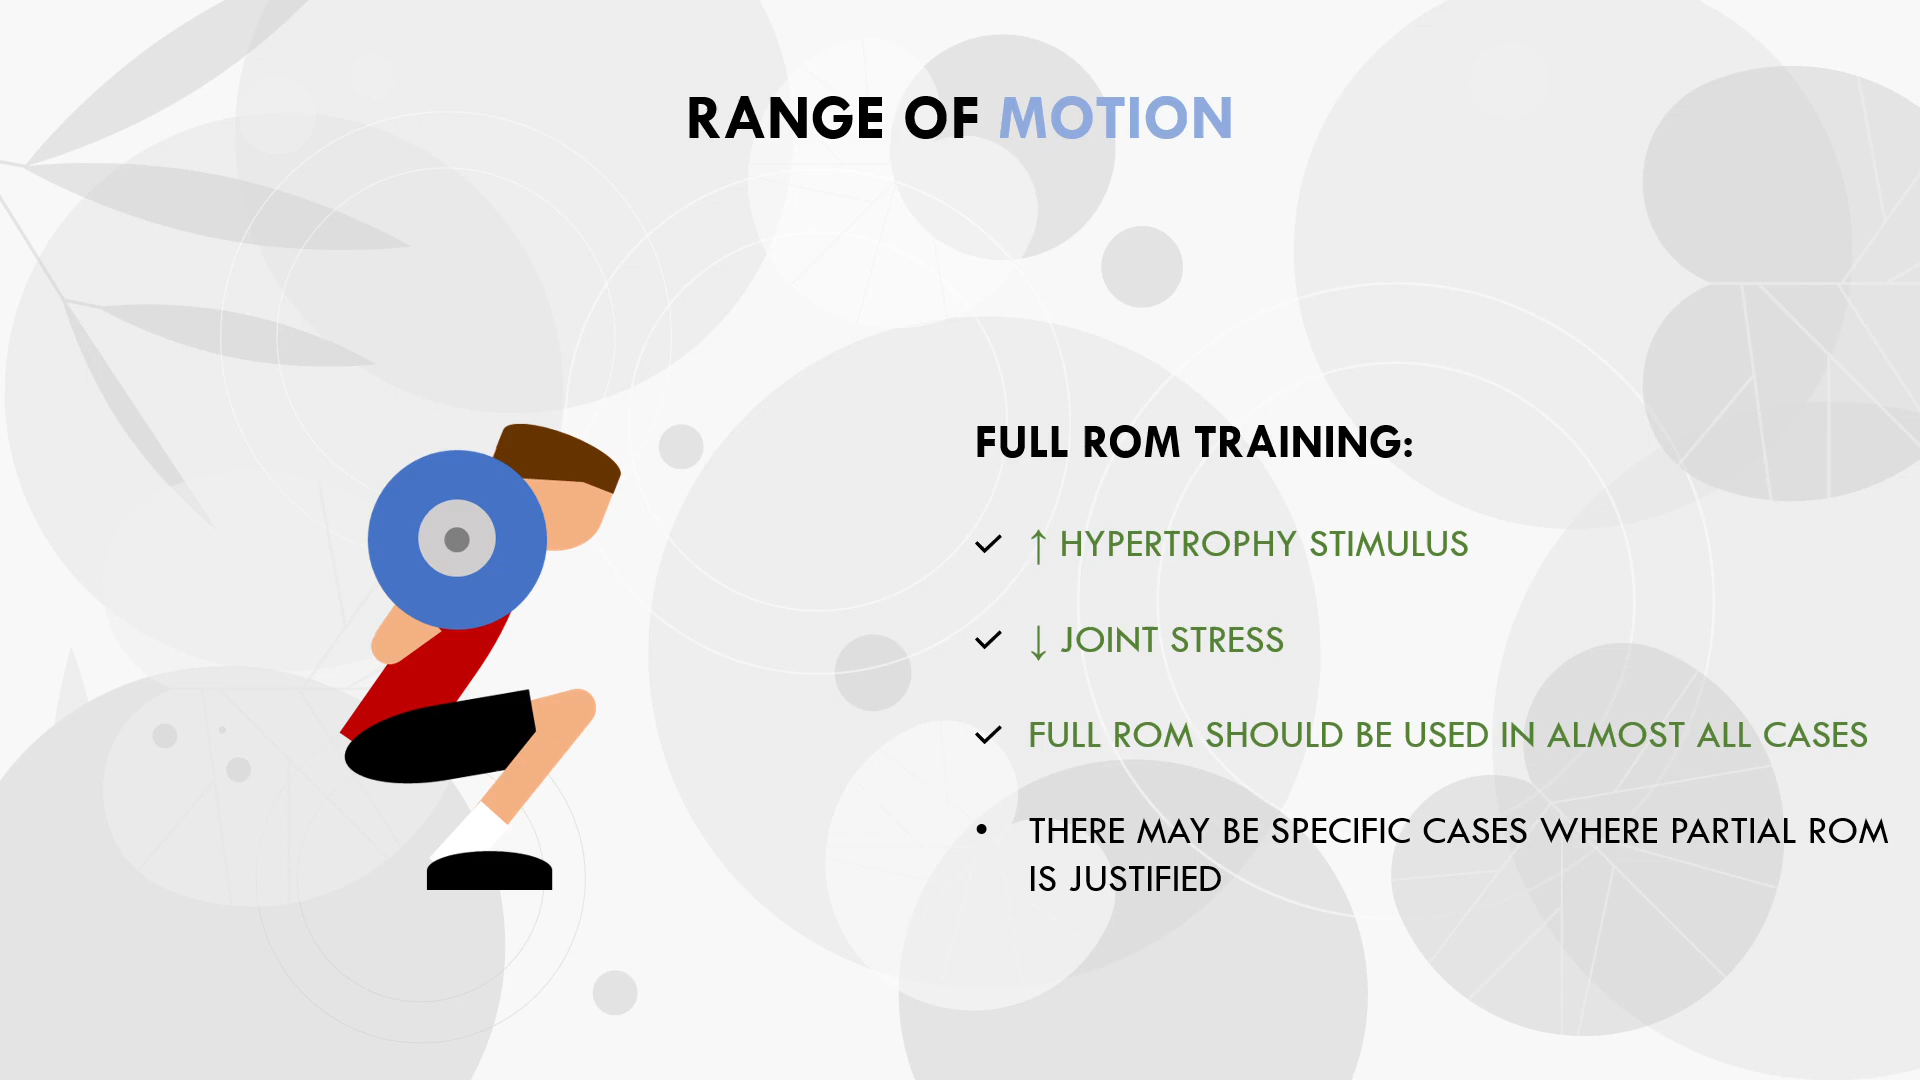 RANGE OF MOTION
FULL ROM TRAINING:
✓ ↑ HYPERTROPHY STIMULUS
✓ ↓ JOINT STRESS
✓ FULL ROM SHOULD BE USED IN ALMOST ALL CASES
• THERE MAY BE SPECIFIC CASES WHERE PARTIAL ROM
IS JUSTIFIED